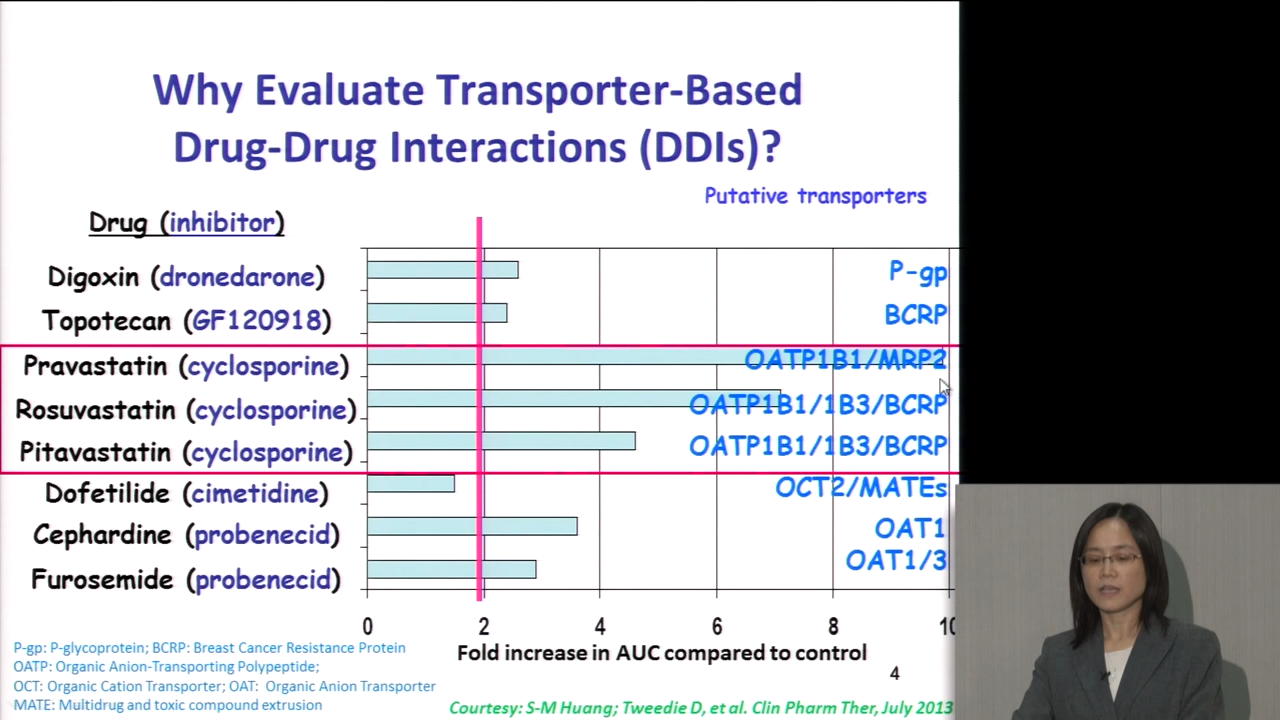 Why Evaluate Transporter-Based
Drug-Drug Interactions (DDIs)?
Putative transporters
Drug (inhibitor)
Digoxin (dronedarone) P-gp
Topotecan (GF120918) BCRP
Pravastatin (cyclosporine) OATP1B1/MRP2
Rosuvastatin (cyclosporine) OATP1B1/1B3/BCRP
Pitavastatin (cyclosporine) OATP1B1/1B3/BCRP
Dofetilide (cimetidine) OCT2/MATEs
Cephardine (probenecid) OAT1
Furosemide (probenecid) OAT1/3
0 2 4 6 8 10
Fold increase in AUC compared to control
P-gp: P-glycoprotein; BCRP: Breast Cancer Resistance Protein
OATP: Organic Anion-Transporting Polypeptide;
OCT: Organic Cation Transporter; OAT: Organic Anion Transporter
MATE: Multidrug and toxic compound extrusion
4
Courtesy: S-M Huang; Tweedie D, et al. Clin Pharm Ther, July 2013